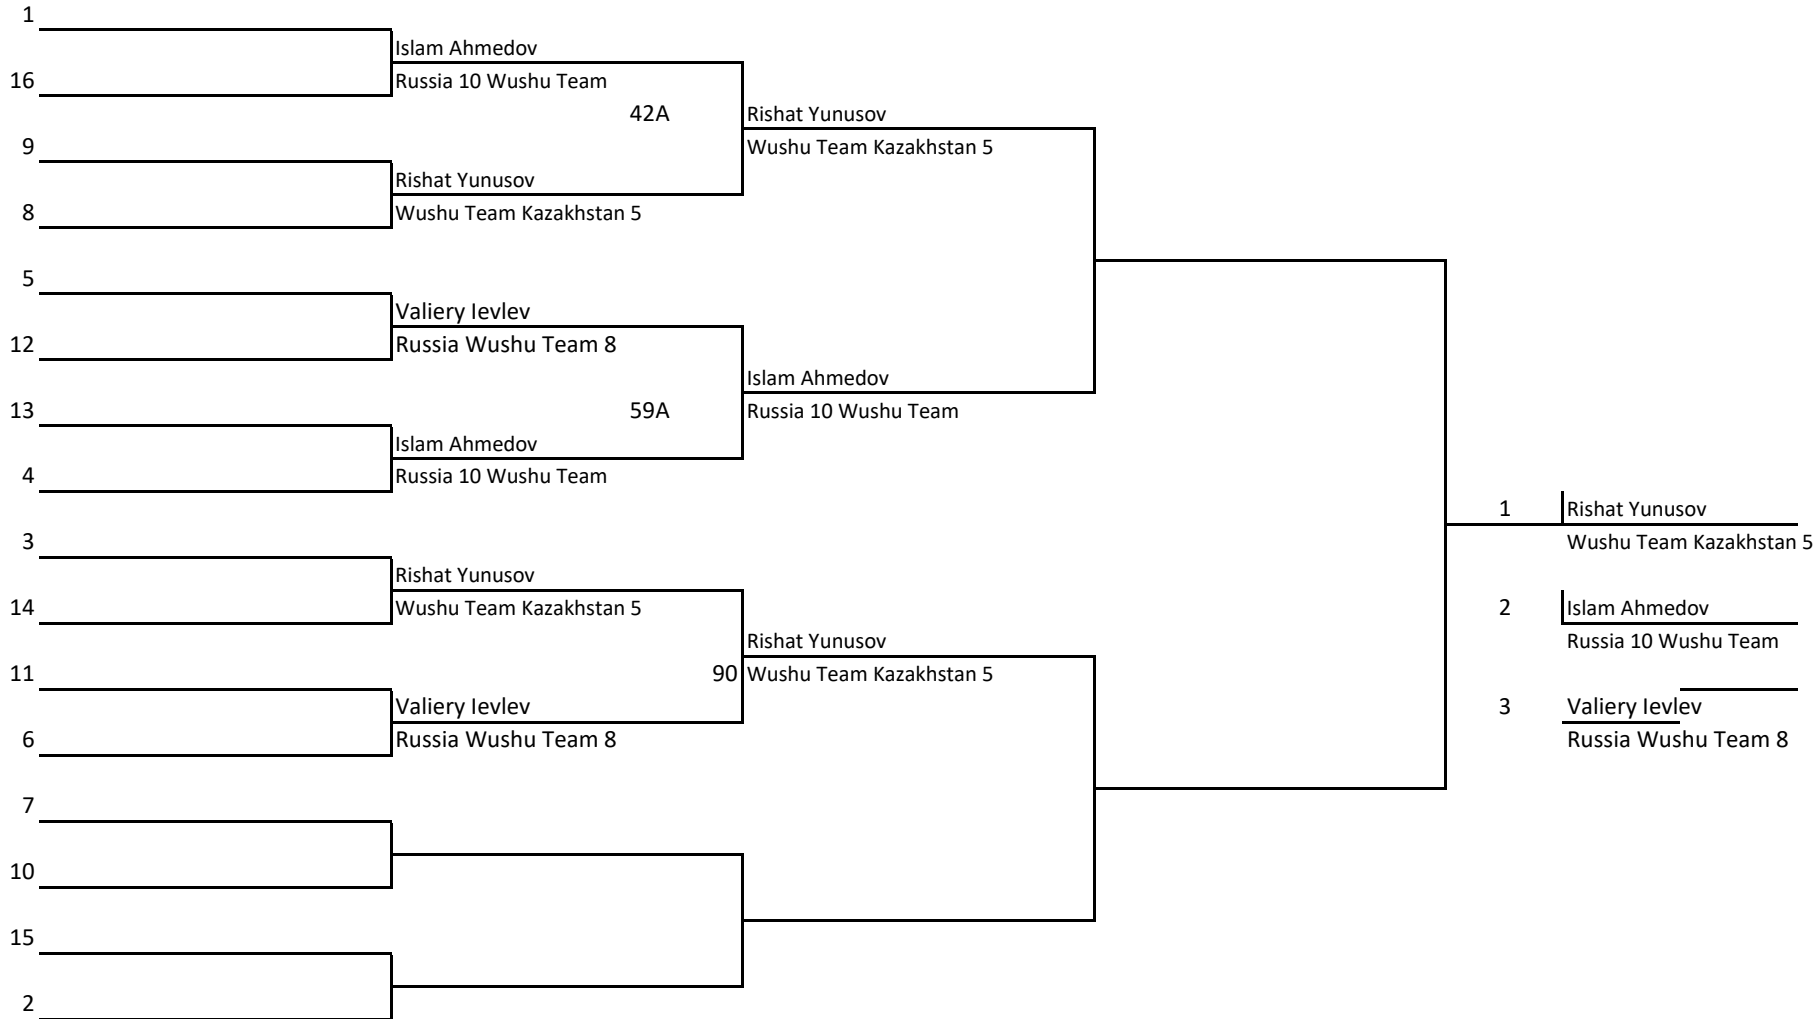 1
Islam Ahmedov
16
Russia 10 Wushu Team
42A
Rishat Yunusov
9
Wushu Team Kazakhstan 5
Rishat Yunusov
8
Wushu Team Kazakhstan 5
5
Valiery Ievlev
12
Russia Wushu Team 8
Islam Ahmedov
13
59A
Russia 10 Wushu Team
Islam Ahmedov
4
Russia 10 Wushu Team
1
Rishat Yunusov
3
Wushu Team Kazakhstan 5
Rishat Yunusov
14
Wushu Team Kazakhstan 5
2
Islam Ahmedov
Rishat Yunusov
Russia 10 Wushu Team
11
90
Wushu Team Kazakhstan 5
Valiery Ievlev
3
Valiery Ievlev
6
Russia Wushu Team 8
Russia Wushu Team 8
7
10
15
2